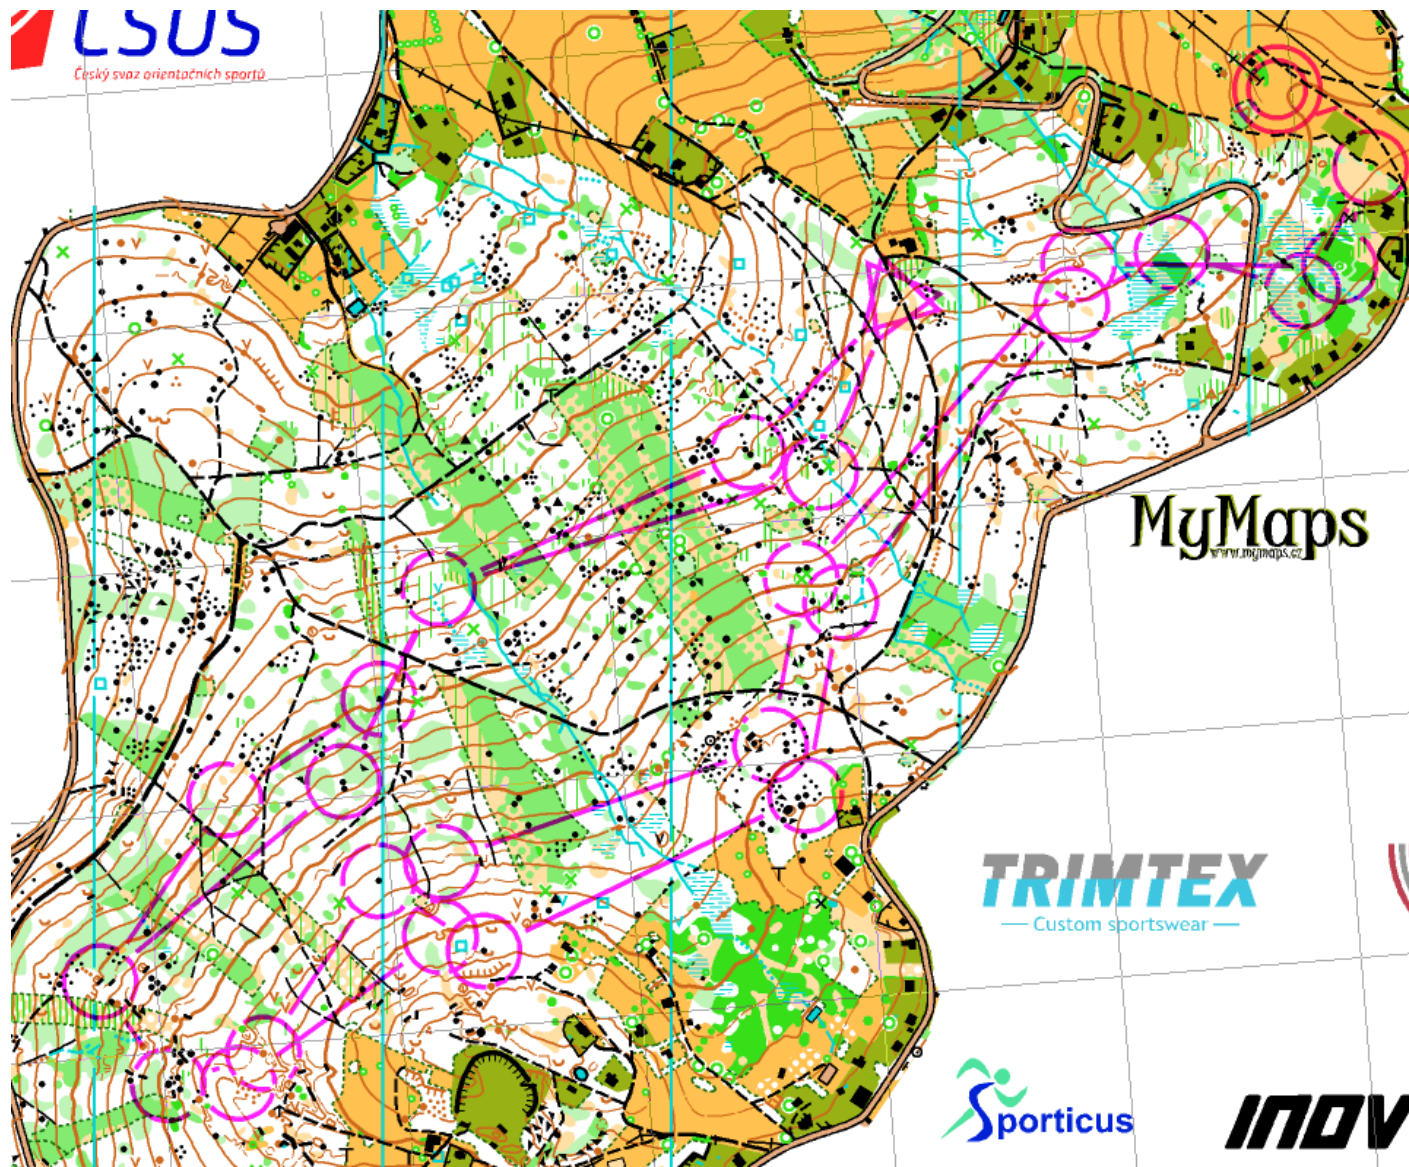 ČSOS
Český svaz orientačních sportů
MyMaps
www.mymaps.cz
TRIMTEX
Custom sportswear
Sporticus
INOV